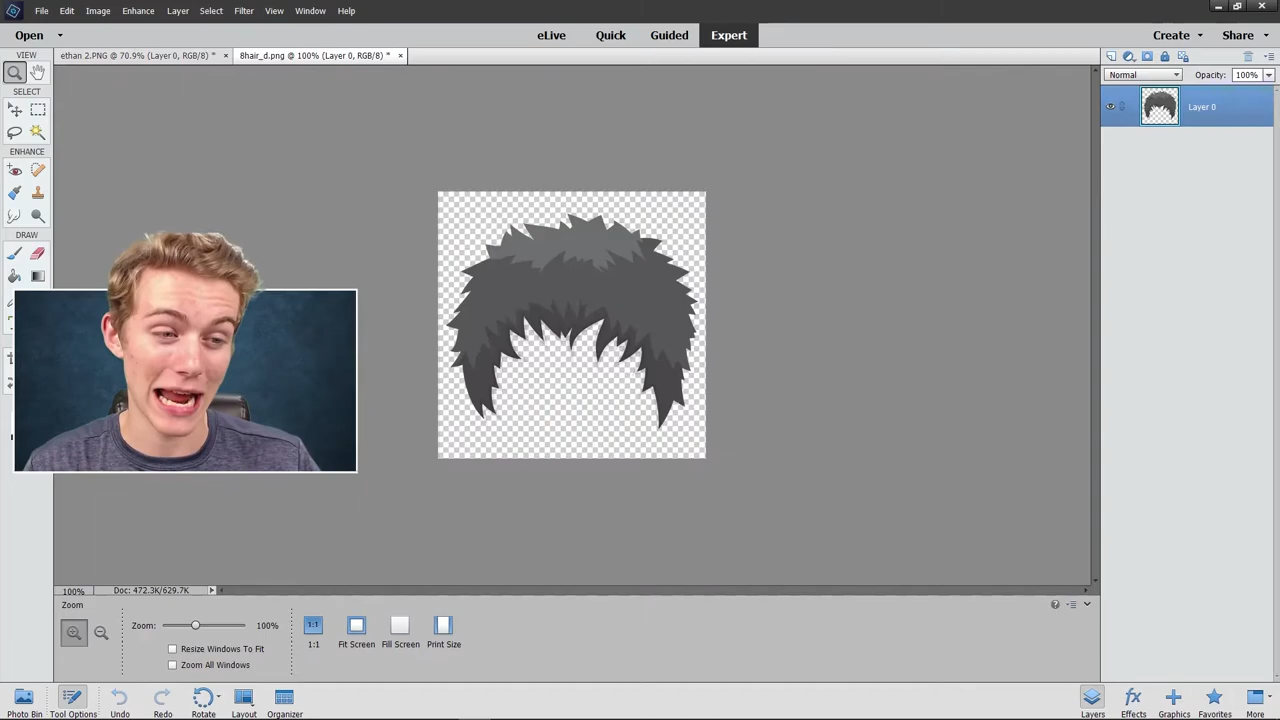 File Edit Image Enhance Layer Select Filter View Window Help
Open eLive Quick Guided Expert Create Share
VIEW
ethan 2.PNG @ 70.9% (Layer 0, RGB/8) * × 8hair_d.png @ 100% (Layer 0, RGB/8) * ×
Normal Opacity: 100%
SELECT
Layer 0
ENHANCE
DRAW
100% Doc: 472.3K/629.7K
Zoom
Zoom: 100%
1:1
1:1 Fit Screen Fill Screen Print Size
Resize Windows To Fit
Zoom All Windows
Photo Bin Tool Options Undo Redo Rotate Layout Organizer Layers Effects Graphics Favorites More